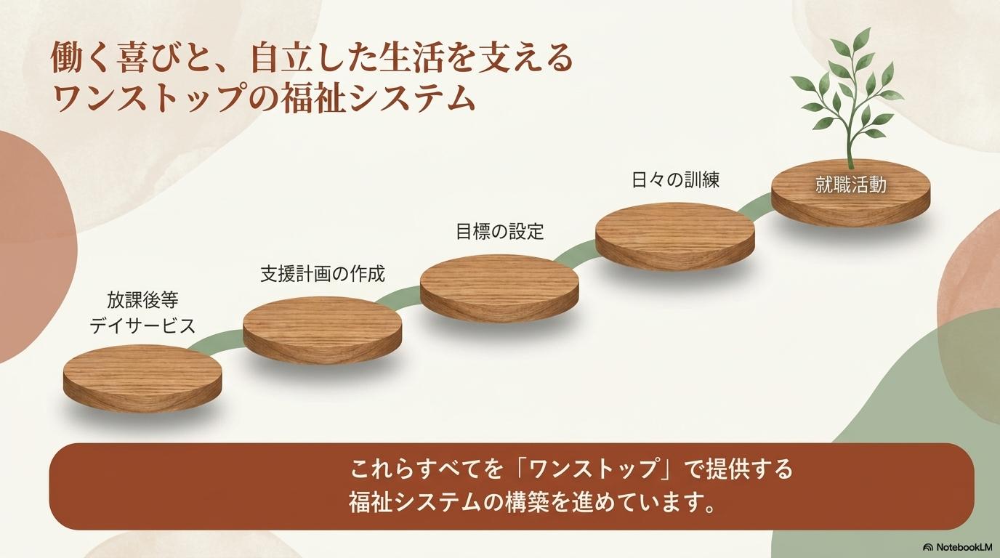 働く喜びと、自立した生活を支える
ワンストップの福祉システム
放課後等
デイサービス
支援計画の作成
目標の設定
日々の訓練
就職活動
これらすべてを「ワンストップ」で提供する
福祉システムの構築を進めています。
NotebookLM